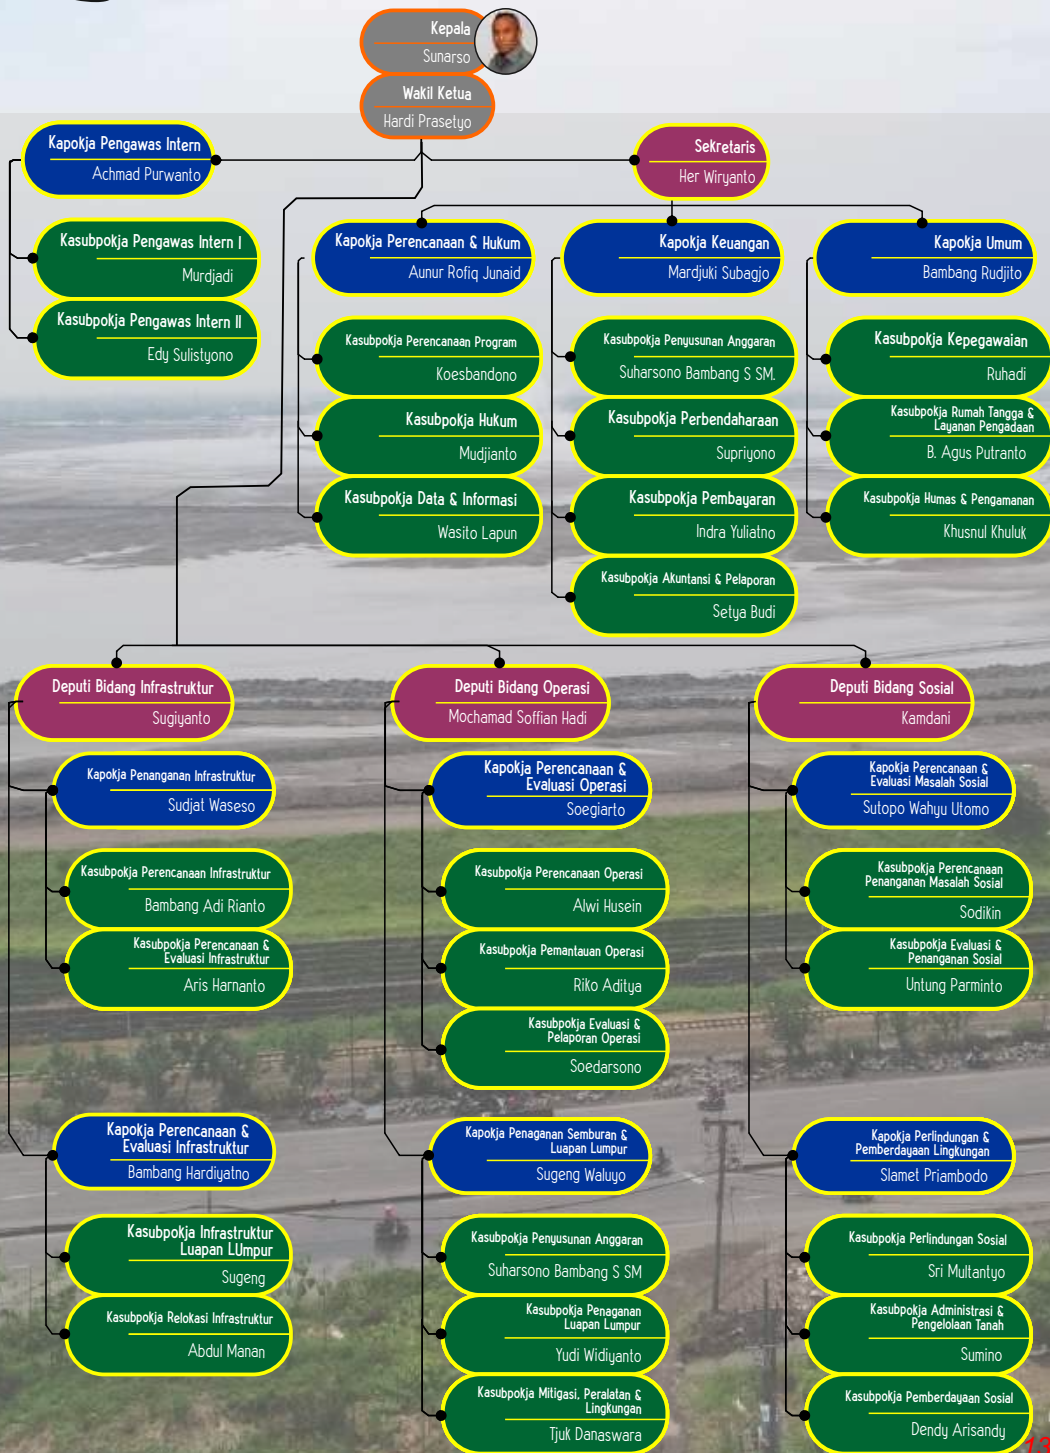 Kepala
Sunarso
Wakil Ketua
Hardi Prasetyo
Kapokja Pengawas Intern
Achmad Purwanto
Sekretaris
Her Wiryanto
Kasubpokja Pengawas Intern I
Murdjadi
Kasubpokja Pengawas Intern II
Edy Sulistyono
Kapokja Perencanaan & Hukum
Aunur Rofiq Junaid
Kasubpokja Perencanaan Program
Koesbandono
Kasubpokja Hukum
Mudjianto
Kasubpokja Data & Informasi
Wasito Lapun
Kapokja Keuangan
Mardjuki Subagjo
Kasubpokja Penyusunan Anggaran
Suharsono Bambang S SM.
Kasubpokja Perbendaharaan
Supriyono
Kasubpokja Pembayaran
Indra Yuliatno
Kasubpokja Akuntansi & Pelaporan
Setya Budi
Kapokja Umum
Bambang Rudjito
Kasubpokja Kepegawaian
Ruhadi
Kasubpokja Rumah Tangga &
Layanan Pengadaan
B. Agus Putranto
Kasubpokja Humas & Pengamanan
Khusnul Khuluk
Deputi Bidang Infrastruktur
Sugiyanto
Kapokja Penanganan Infrastruktur
Sudjat Waseso
Kasubpokja Perencanaan Infrastruktur
Bambang Adi Rianto
Kasubpokja Perencanaan &
Evaluasi Infrastruktur
Aris Harnanto
Kapokja Perencanaan &
Evaluasi Infrastruktur
Bambang Hardiyatno
Kasubpokja Infrastruktur
Luapan LUmpur
Sugeng
Kasubpokja Relokasi Infrastruktur
Abdul Manan
Deputi Bidang Operasi
Mochamad Soffian Hadi
Kapokja Perencanaan &
Evaluasi Operasi
Soegiarto
Kasubpokja Perencanaan Operasi
Alwi Husein
Kasubpokja Pemantauan Operasi
Riko Aditya
Kasubpokja Evaluasi &
Pelaporan Operasi
Soedarsono
Kapokja Penaganan Semburan &
Luapan Lumpur
Sugeng Waluyo
Kasubpokja Penyusunan Anggaran
Suharsono Bambang S SM
Kasubpokja Penaganan
Luapan Lumpur
Yudi Widiyanto
Kasubpokja Mitigasi, Peralatan &
Lingkungan
Tjuk Danaswara
Deputi Bidang Sosial
Kamdani
Kapokja Perencanaan &
Evaluasi Masalah Sosial
Sutopo Wahyu Utomo
Kasubpokja Perencanaan
Penanganan Masalah Sosial
Sodikin
Kasubpokja Evaluasi &
Penanganan Sosial
Untung Parminto
Kapokja Perlindungan &
Pemberdayaan Lingkungan
Slamet Priambodo
Kasubpokja Perlindungan Sosial
Sri Multantyo
Kasubpokja Administrasi &
Pengelolaan Tanah
Sumino
Kasubpokja Pemberdayaan Sosial
Dendy Arisandy